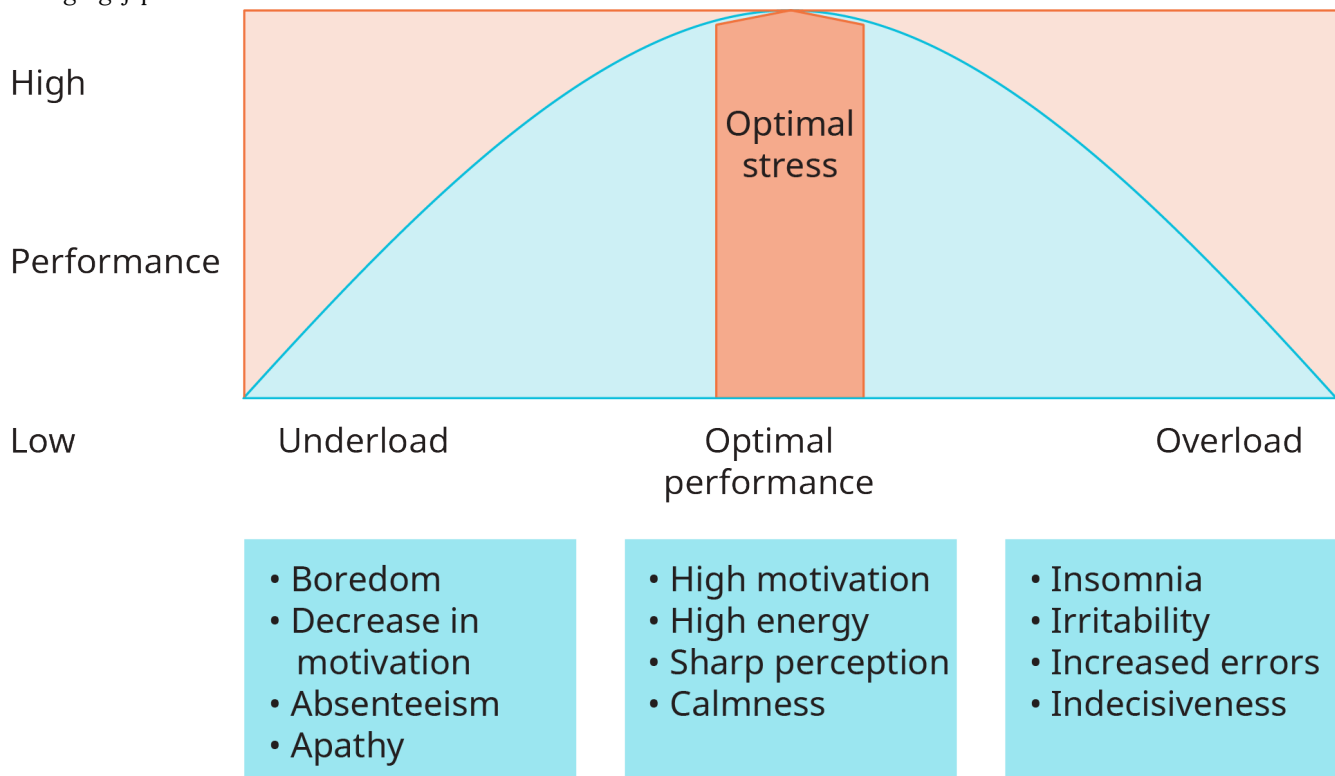 High
Optimal
stress
Performance
Low
Underload
Optimal
performance
Overload
• Boredom
• Decrease in
motivation
• Absenteeism
• Apathy
• High motivation
• High energy
• Sharp perception
• Calmness
• Insomnia
• Irritability
• Increased errors
• Indecisiveness